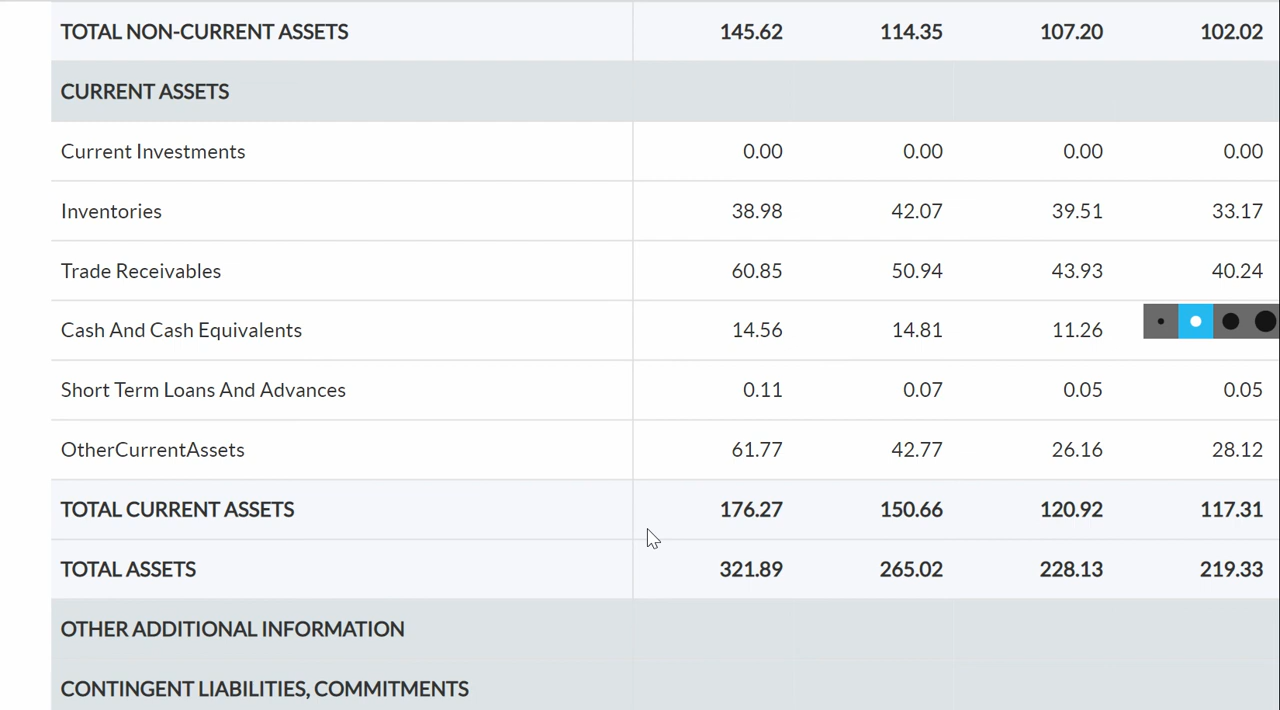 TOTAL NON-CURRENT ASSETS 145.62 114.35 107.20 102.02
CURRENT ASSETS
Current Investments 0.00 0.00 0.00 0.00
Inventories 38.98 42.07 39.51 33.17
Trade Receivables 60.85 50.94 43.93 40.24
Cash And Cash Equivalents 14.56 14.81 11.26
Short Term Loans And Advances 0.11 0.07 0.05 0.05
OtherCurrentAssets 61.77 42.77 26.16 28.12
TOTAL CURRENT ASSETS 176.27 150.66 120.92 117.31
TOTAL ASSETS 321.89 265.02 228.13 219.33
OTHER ADDITIONAL INFORMATION
CONTINGENT LIABILITIES, COMMITMENTS